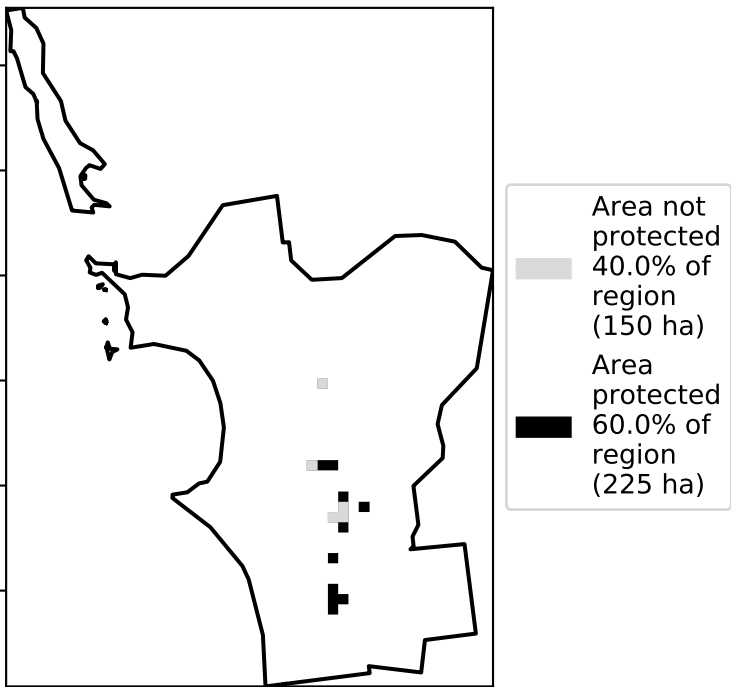 Area not
protected
40.0% of
region
(150 ha)
Area
protected
60.0% of
region
(225 ha)